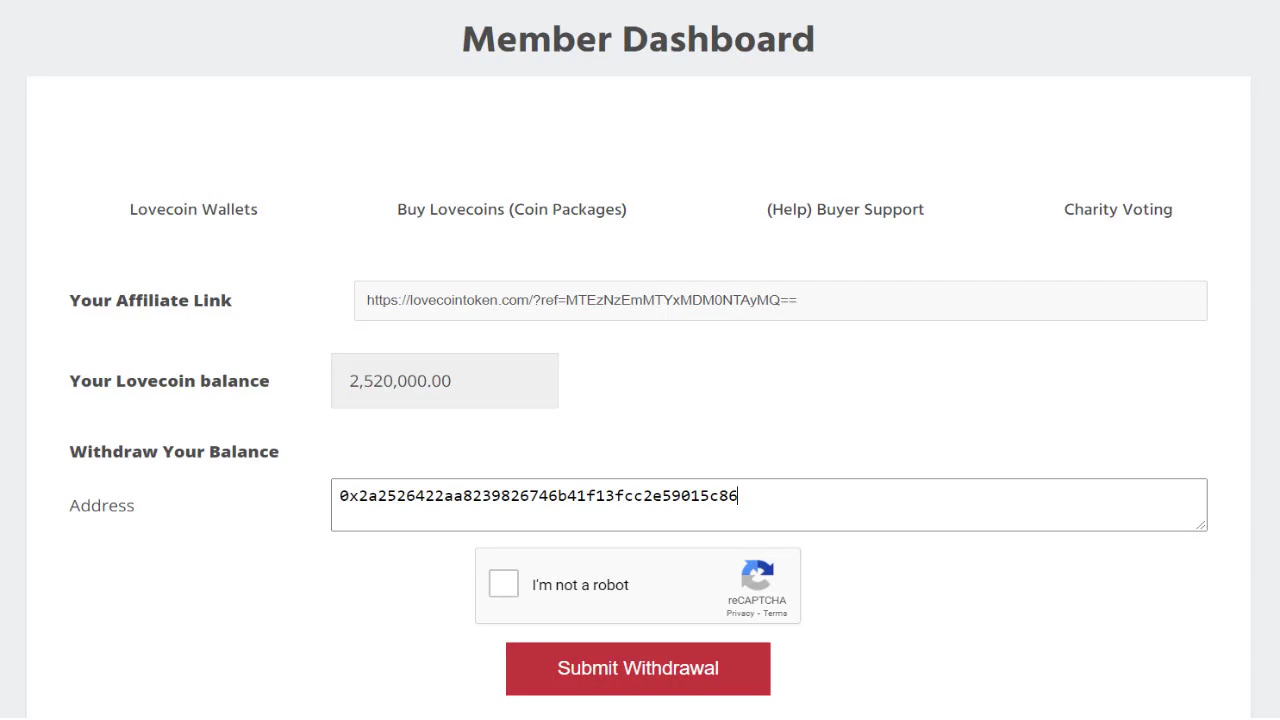 Member Dashboard
Lovecoin Wallets Buy Lovecoins (Coin Packages) (Help) Buyer Support Charity Voting
Your Affiliate Link https://lovecointoken.com/?ref=MTEzNzEmMTYxMDM0NTAyMQ==
Your Lovecoin balance 2,520,000.00
Withdraw Your Balance
Address 0x2a2526422aa8239826746b41f13fcc2e59015c86
I'm not a robot
reCAPTCHA
Privacy - Terms
Submit Withdrawal